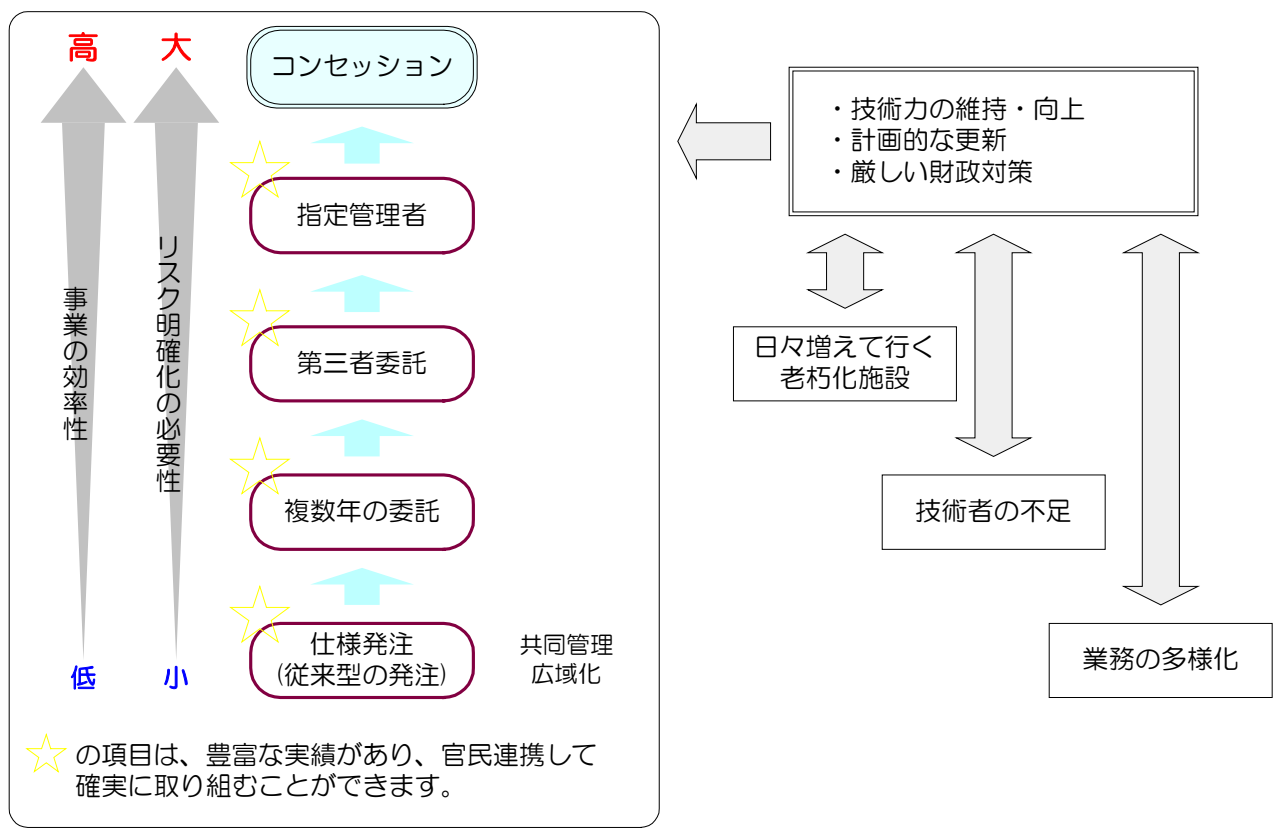 高
大
コンセッション
指定管理者
第三者委託
複数年の委託
仕様発注
(従来型の発注)
事業の効率性
リスク明確化の必要性
低
小
共同管理
広域化
の項目は、豊富な実績があり、官民連携して
確実に取り組むことができます。
・技術力の維持・向上
・計画的な更新
・厳しい財政対策
日々増えて行く
老朽化施設
技術者の不足
業務の多様化